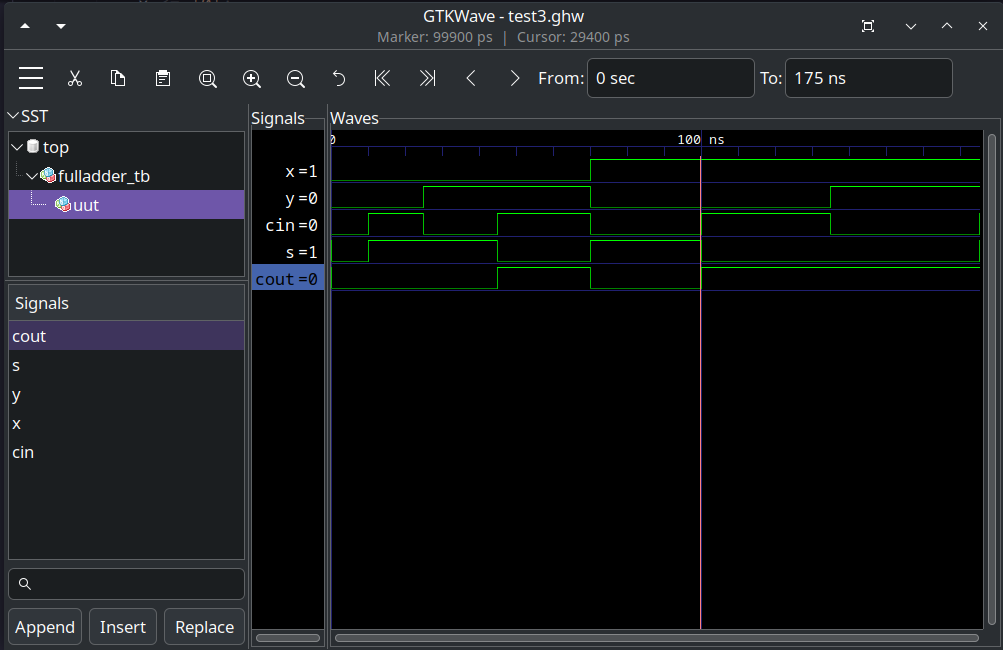 GTKWave - test3.ghw
Marker: 99900 ps | Cursor: 29400 ps
From: 0 sec To: 175 ns
SST
top
fulladder_tb
uut
Signals
cout
s
y
x
cin
Append Insert Replace
Signals
x=1
y=0
cin=0
s=1
cout=0
Waves
0 100 ns